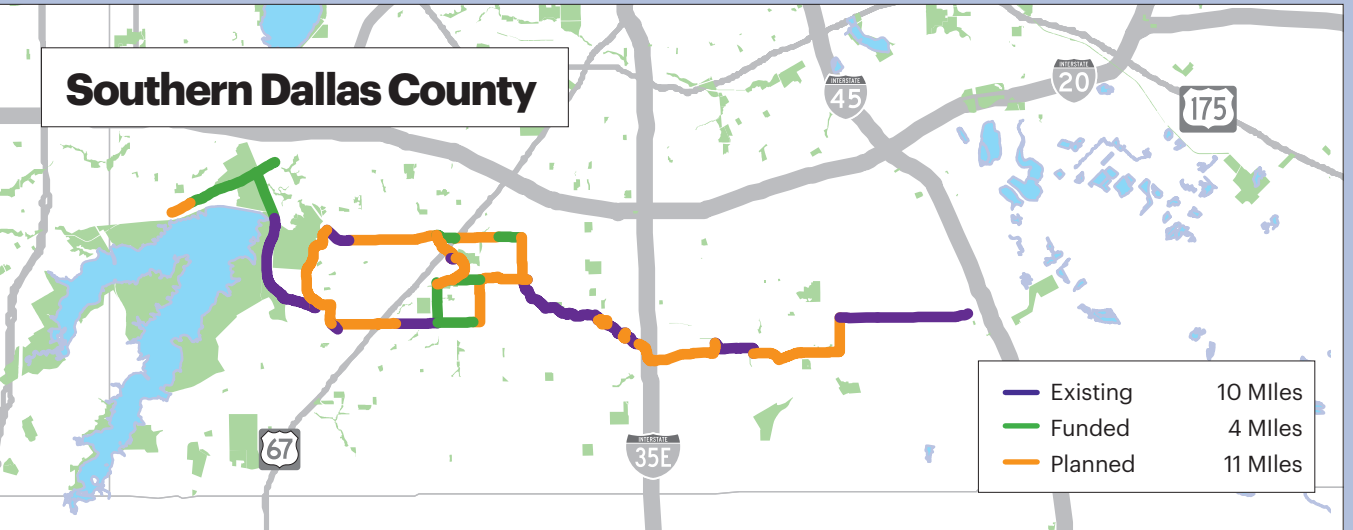 Southern Dallas County
INTERSTATE
45
INTERSTATE
20
175
67
INTERSTATE
35E
Existing 10 MIles
Funded 4 MIles
Planned 11 MIles